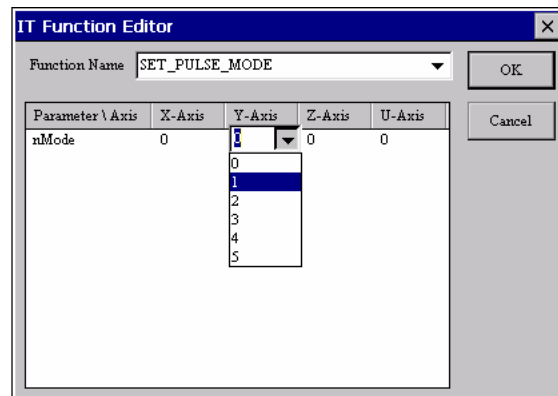 IT Function Editor
Function Name SET_PULSE_MODE
OK
Parameter \ Axis X-Axis Y-Axis Z-Axis U-Axis
Cancel
nMode 0 0 0 0
0
1
2
3
4
5